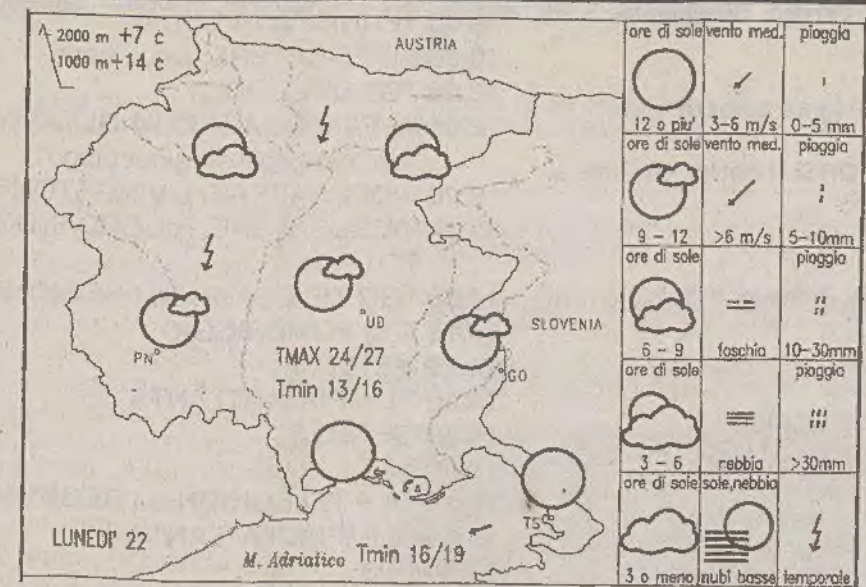 2000 m +7 c
1000 m +14 c
AUSTRIA
UD
PN
SLOVENIA
TMAX 24/27
Tmin 13/16
GO
TS
LUNEDI' 22
M. Adriatico
Tmin 16/19
ore di sole vento med. pioggia
12 o piu' 3-6 m/s 0-5 mm
ore di sole vento med. pioggia
9 - 12 >6 m/s 5-10mm
ore di sole pioggia
6 - 9 foschia 10-30mm
ore di sole pioggia
3 - 6 nebbia >30mm
ore di sole sole,nebbia
3 o meno nubi basse temporale